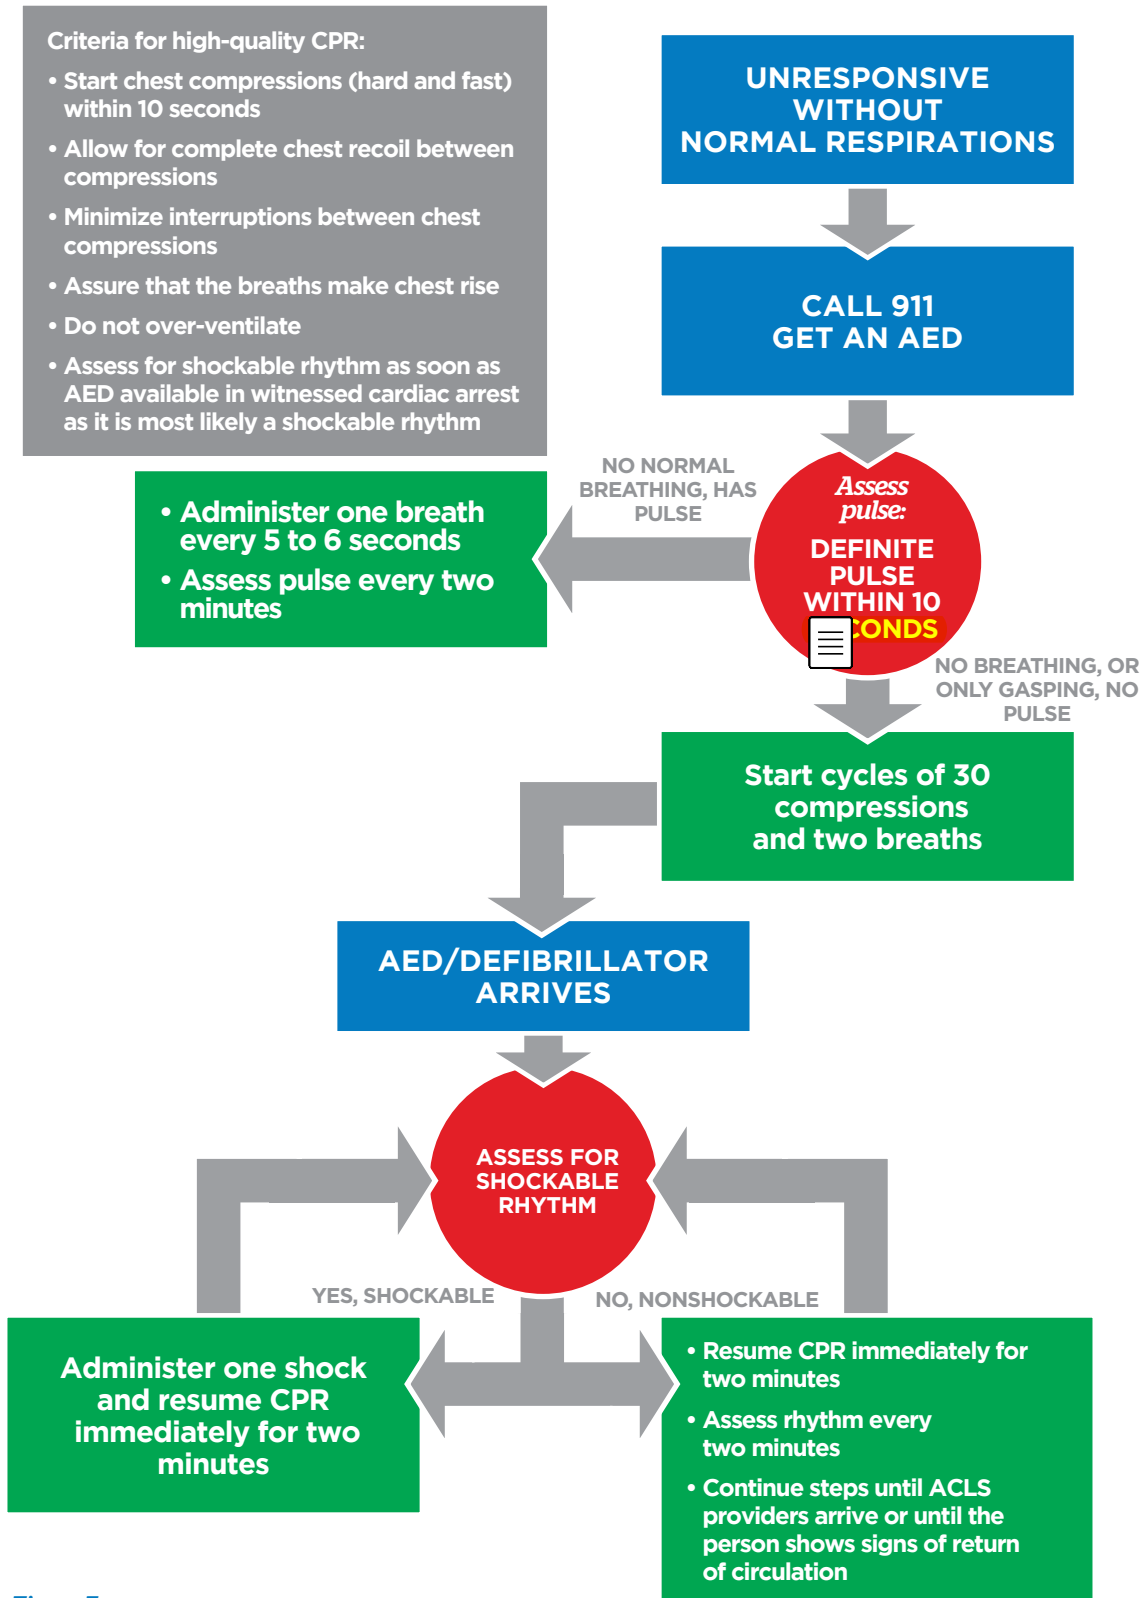 Criteria for high-quality CPR:
• Start chest compressions (hard and fast)
within 10 seconds
• Allow for complete chest recoil between
compressions
• Minimize interruptions between chest
compressions
• Assure that the breaths make chest rise
• Do not over-ventilate
• Assess for shockable rhythm as soon as
AED available in witnessed cardiac arrest
as it is most likely a shockable rhythm
UNRESPONSIVE
WITHOUT
NORMAL RESPIRATIONS
CALL 911
GET AN AED
Assess
pulse:
DEFINITE
PULSE
WITHIN 10
NO NORMAL
BREATHING, HAS
PULSE
• Administer one breath
every 5 to 6 seconds
• Assess pulse every two
minutes
NO BREATHING, OR
ONLY GASPING, NO
PULSE
Start cycles of 30
compressions
and two breaths
AED/DEFIBRILLATOR
ARRIVES
ASSESS FOR
SHOCKABLE
RHYTHM
YES, SHOCKABLE
NO, NONSHOCKABLE
Administer one shock
and resume CPR
immediately for two
minutes
• Resume CPR immediately for
two minutes
• Assess rhythm every
two minutes
• Continue steps until ACLS
providers arrive or until the
person shows signs of return
of circulation